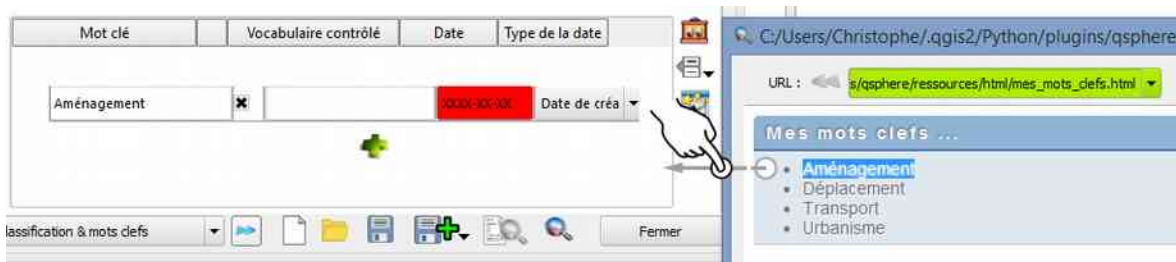 Mot clé Vocabulaire contrôlé Date Type de la date
Aménagement XXXX-XX-XX Date de créa
lassification & mots clefs Fermer
C:/Users/Christophe/.qgis2/Python/plugins/qsphere
URL : s/qsphere/ressources/html/mes_mots_clefs.html
Mes mots clefs ...
Aménagement
Déplacement
Transport
Urbanisme